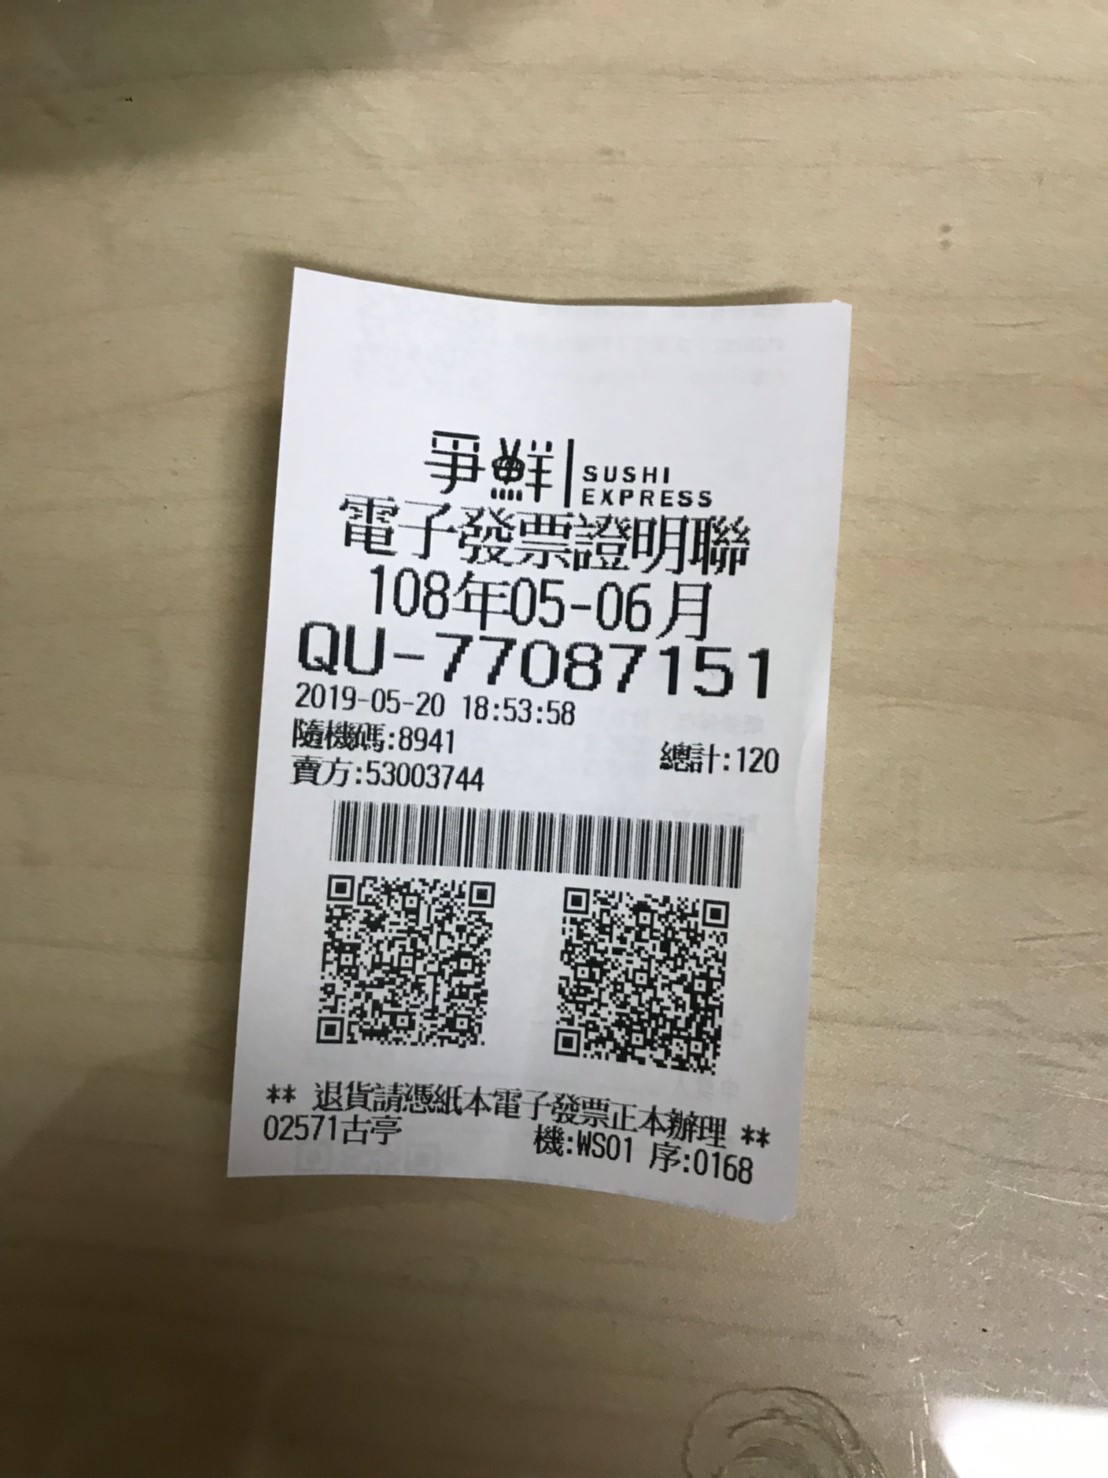 爭鮮 SUSHI EXPRESS
電子發票證明聯
108年05-06月
QU-77087151
2019-05-20 18:53:58
隨機碼:8941 總計:120
賣方:53003744
** 退貨請憑紙本電子發票正本辦理 **
02571古亭 機:WS01 序:0168